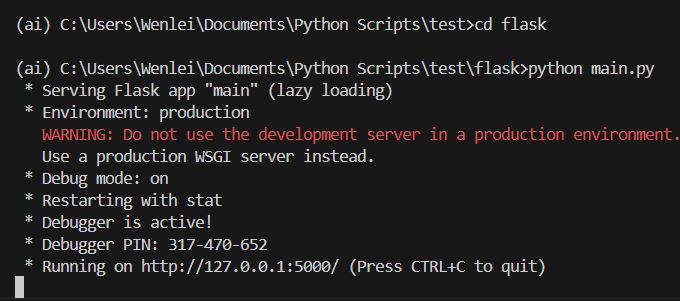 (ai) C:\Users\Wenlei\Documents\Python Scripts\test>cd flask
(ai) C:\Users\Wenlei\Documents\Python Scripts\test\flask>python main.py
* Serving Flask app "main" (lazy loading)
* Environment: production
WARNING: Do not use the development server in a production environment.
Use a production WSGI server instead.
* Debug mode: on
* Restarting with stat
* Debugger is active!
* Debugger PIN: 317-470-652
* Running on http://127.0.0.1:5000/ (Press CTRL+C to quit)